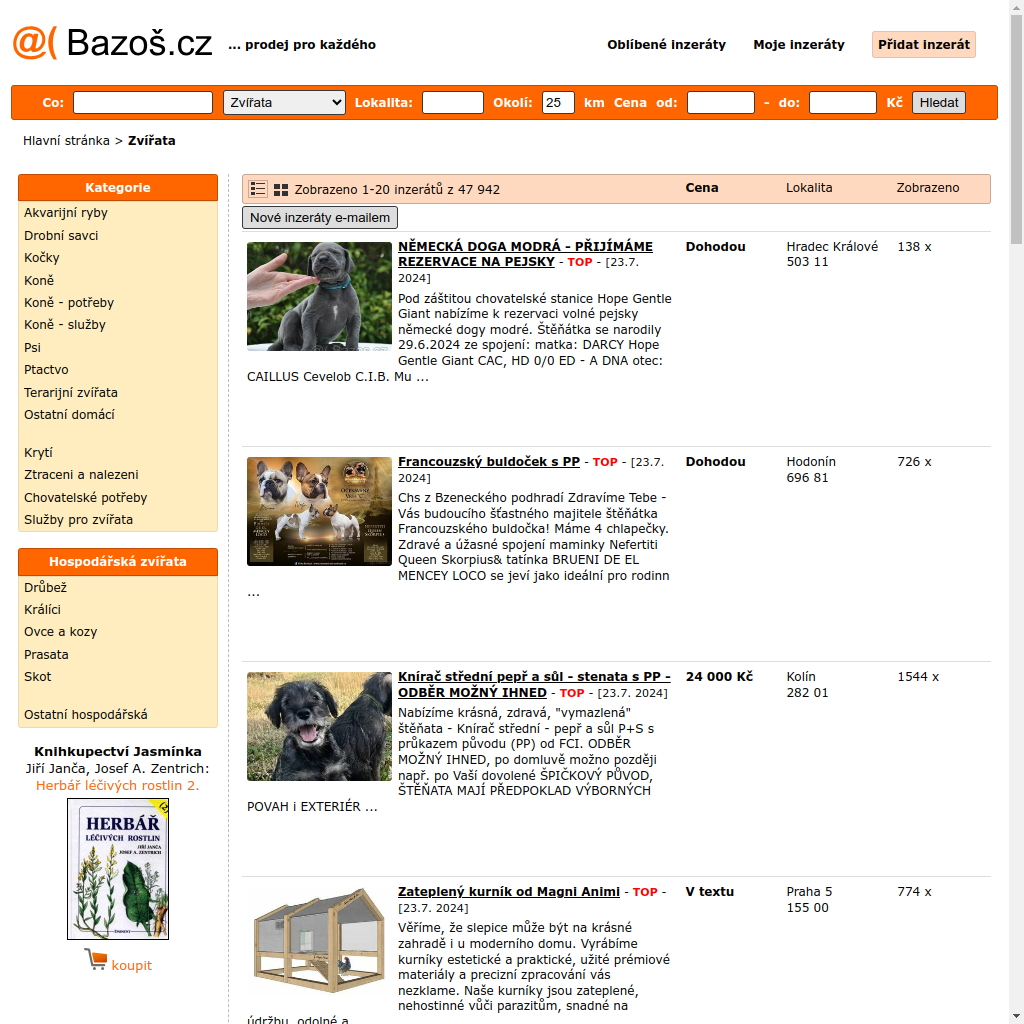 @( Bazoš.cz ... prodej pro každého Oblíbené inzeráty Moje inzeráty Přidat inzerát
Co: Zvířata Lokalita: Okolí: 25 km Cena od: - do: Kč Hledat
Hlavní stránka > Zvířata
Kategorie
Akvarijní ryby
Drobní savci
Kočky
Koně
Koně - potřeby
Koně - služby
Psi
Ptactvo
Terarijní zvířata
Ostatní domácí
Krytí
Ztraceni a nalezeni
Chovatelské potřeby
Služby pro zvířata
Hospodářská zvířata
Drůbež
Králíci
Ovce a kozy
Prasata
Skot
Ostatní hospodářská
Knihkupectví Jasmínka
Jiří Janča, Josef A. Zentrich:
Herbář léčivých rostlin 2.
(2)
HERBÁŘ
LÉČIVÝCH ROSTLIN
JIŘÍ JANČA
JOSEF A. ZENTRICH
EMINENT
koupit
Zobrazeno 1-20 inzerátů z 47 942 Cena Lokalita Zobrazeno
Nové inzeráty e-mailem
NĚMECKÁ DOGA MODRÁ - PŘIJÍMÁME
REZERVACE NA PEJSKY - TOP - [23.7.
2024]
Pod záštitou chovatelské stanice Hope Gentle
Giant nabízíme k rezervaci volné pejsky
německé dogy modré. Štěňátka se narodily
29.6.2024 ze spojení: matka: DARCY Hope
Gentle Giant CAC, HD 0/0 ED - A DNA otec:
CAILLUS Cevelob C.I.B. Mu ...
Dohodou
Hradec Králové
503 11
138 x
Francouzský buldoček s PP - TOP - [23.7.
2024]
Chs z Bzeneckého podhradí Zdravíme Tebe -
Vás budoucího šťastného majitele štěňátka
Francouzského buldočka! Máme 4 chlapečky.
Zdravé a úžasné spojení maminky Nefertiti
Queen Skorpius& tatínka BRUENI DE EL
MENCEY LOCO se jeví jako ideální pro rodinn
...
Dohodou
Hodonín
696 81
726 x
Knírač střední pepř a sůl - stenata s PP -
ODBĚR MOŽNÝ IHNED - TOP - [23.7. 2024]
Nabízíme krásná, zdravá, "vymazlená"
štěňata - Knírač střední - pepř a sůl P+S s
průkazem původu (PP) od FCI. ODBĚR
MOŽNÝ IHNED, po domluvě možno později
např. po Vaší dovolené ŠPIČKOVÝ PŮVOD,
ŠTĚŇATA MAJÍ PŘEDPOKLAD VÝBORNÝCH
POVAH i EXTERIÉR ...
24 000 Kč
Kolín
282 01
1544 x
Zateplený kurník od Magni Animi - TOP -
[23.7. 2024]
Věříme, že slepice může být na krásné
zahradě i u moderního domu. Vyrábíme
kurníky estetické a praktické, užité prémiové
materiály a precizní zpracování vás
nezklame. Naše kurníky jsou zateplené,
nehostinné vůči parazitům, snadné na
údržbu, odolné a
V textu
Praha 5
155 00
774 x